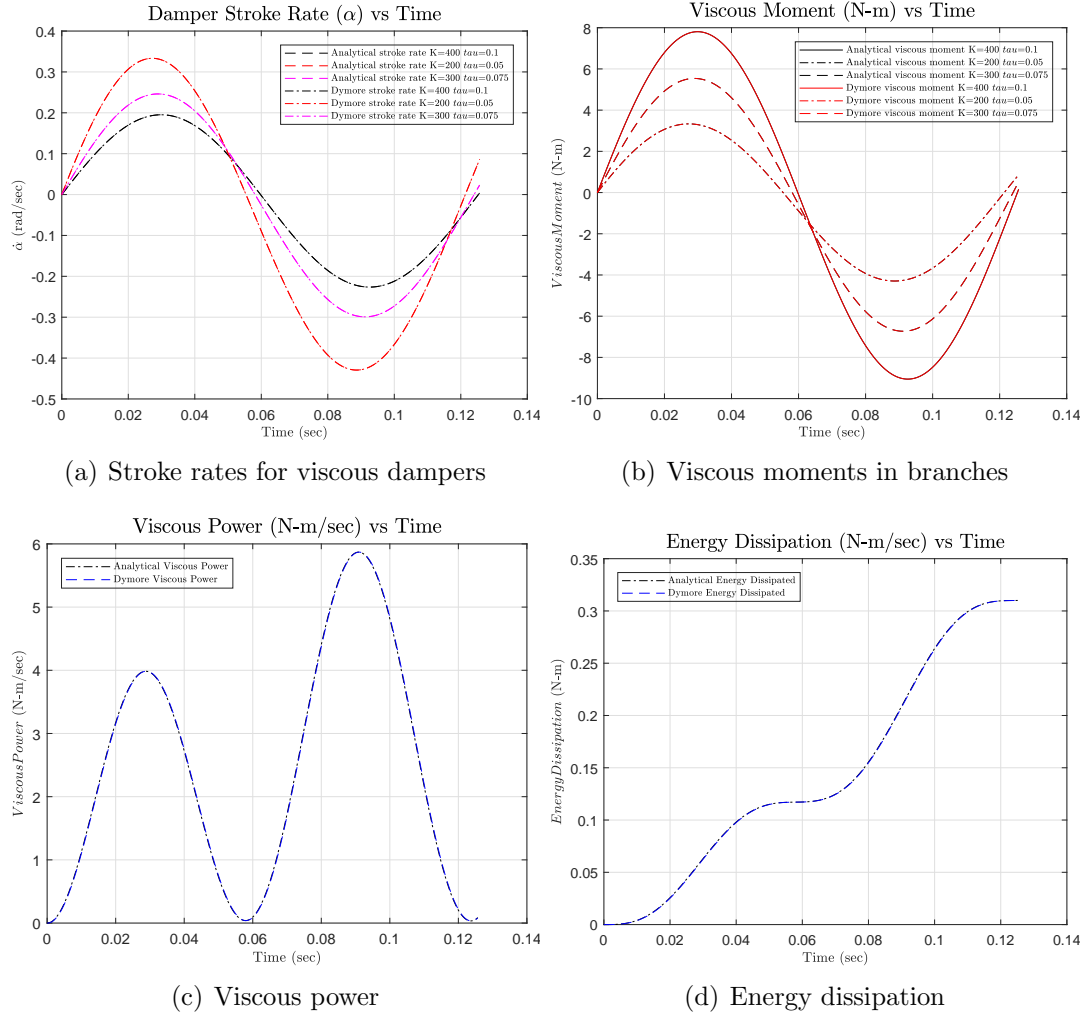 Damper Stroke Rate (α) vs Time
0.4
0.3
0.2
0.1
0
-0.1
-0.2
-0.3
-0.4
-0.5
α̇ (rad/sec)
Analytical stroke rate K=400 tau=0.1
Analytical stroke rate K=200 tau=0.05
Analytical stroke rate K=300 tau=0.075
Dymore stroke rate K=400 tau=0.1
Dymore stroke rate K=200 tau=0.05
Dymore stroke rate K=300 tau=0.075
0 0.02 0.04 0.06 0.08 0.1 0.12 0.14
Time (sec)
(a) Stroke rates for viscous dampers
Viscous Moment (N-m) vs Time
8
6
4
2
0
-2
-4
-6
-8
-10
ViscousMoment (N-m)
Analytical viscous moment K=400 tau=0.1
Analytical viscous moment K=200 tau=0.05
Analytical viscous moment K=300 tau=0.075
Dymore viscous moment K=400 tau=0.1
Dymore viscous moment K=200 tau=0.05
Dymore viscous moment K=300 tau=0.075
0 0.02 0.04 0.06 0.08 0.1 0.12 0.14
Time (sec)
(b) Viscous moments in branches
Viscous Power (N-m/sec) vs Time
6
5
4
3
2
1
0
ViscousPower (N-m/sec)
Analytical Viscous Power
Dymore Viscous Power
0 0.02 0.04 0.06 0.08 0.1 0.12 0.14
Time (sec)
(c) Viscous power
Energy Dissipation (N-m/sec) vs Time
0.35
0.3
0.25
0.2
0.15
0.1
0.05
0
EnergyDissipation (N-m)
Analytical Energy Dissipated
Dymore Energy Dissipated
0 0.02 0.04 0.06 0.08 0.1 0.12 0.14
Time (sec)
(d) Energy dissipation